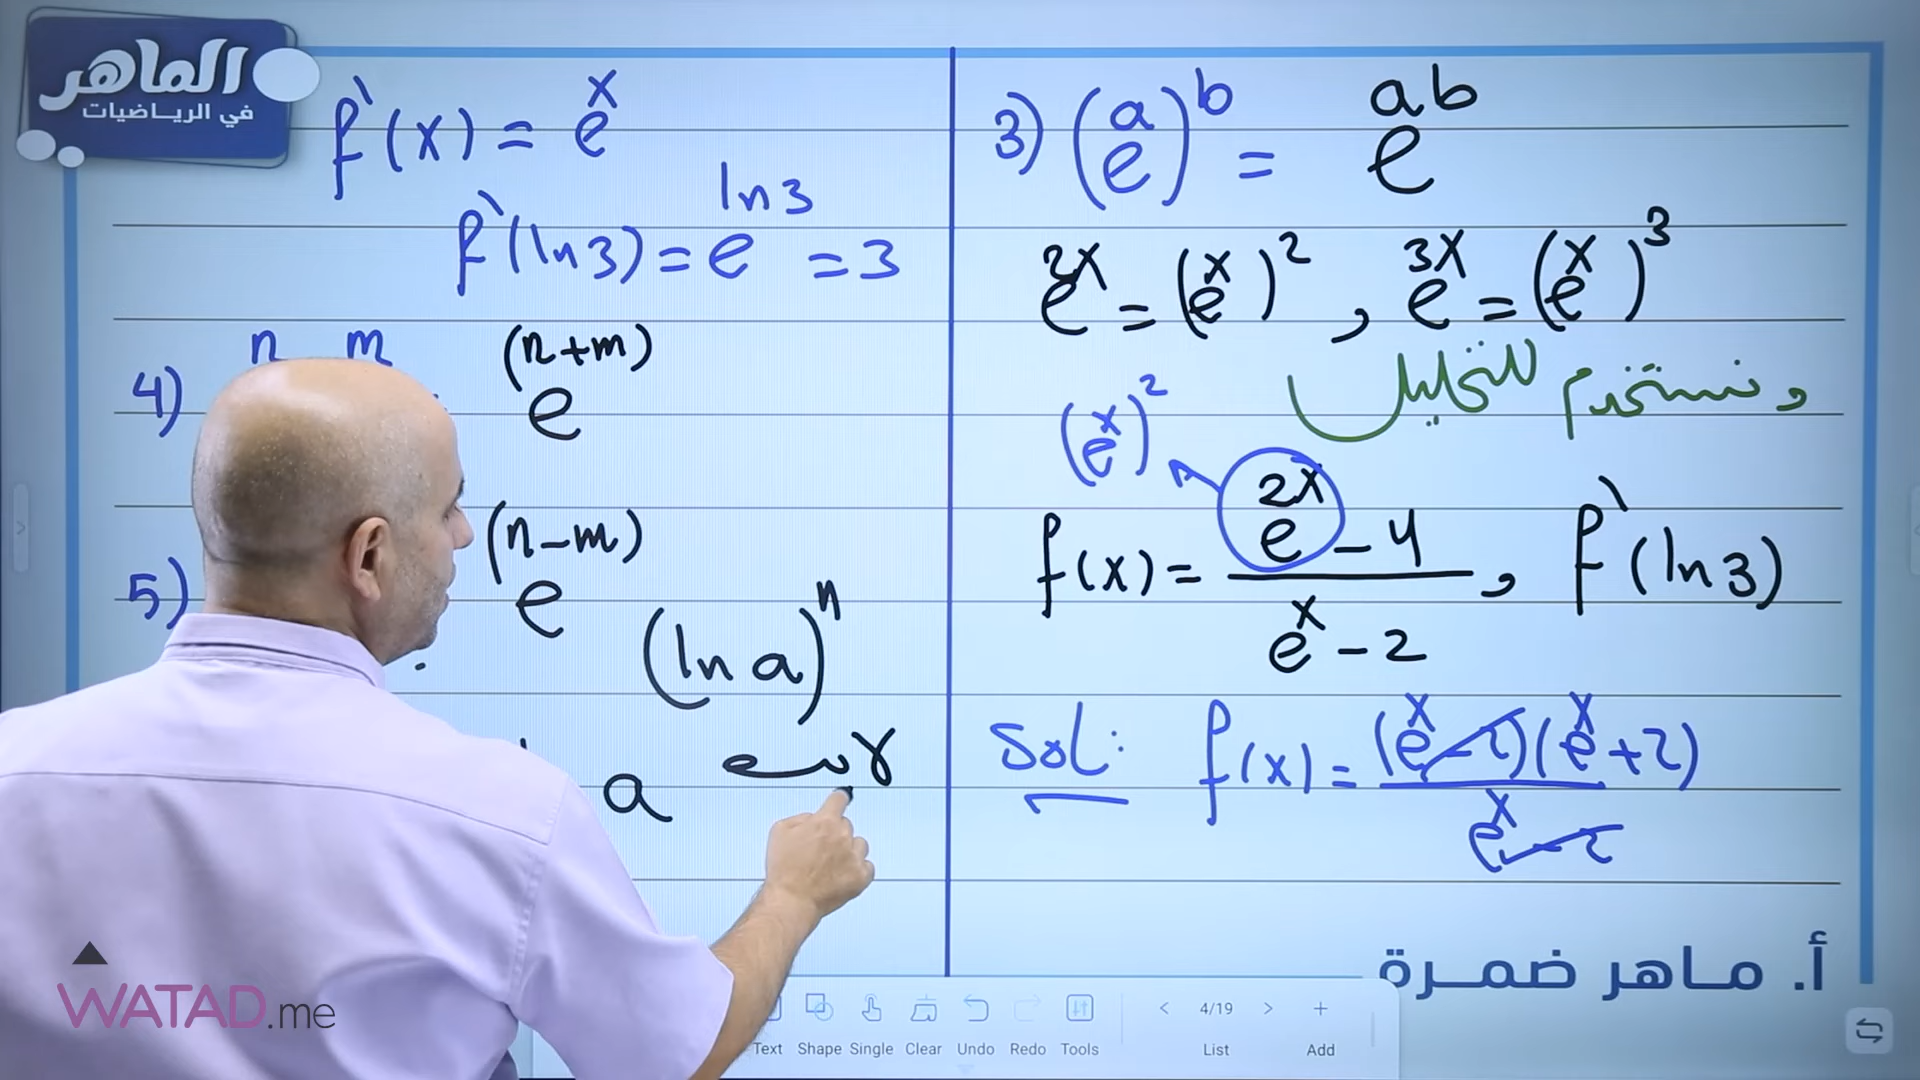 الماهر
في الرياضيات
f`(x) = e^x
f`(ln3) = e^(ln3) = 3
4) n m e^(n+m)
5) e^(n-m)
(ln a)^n
a
3) (e^a)^b = e^(ab)
e^(2x) = (e^x)^2 , e^(3x) = (e^x)^3
و نستخدم للتحليل
(e^x)^2
f(x) = (e^(2x) - 4)/(e^x - 2) , f`(ln3)
Sol: f(x) = (e^x - 2)(e^x + 2)/(e^x - 2)
أ. ماهر ضمرة
WATAD.me
Text Shape Single Clear Undo Redo Tools < 4/19 > +
List Add